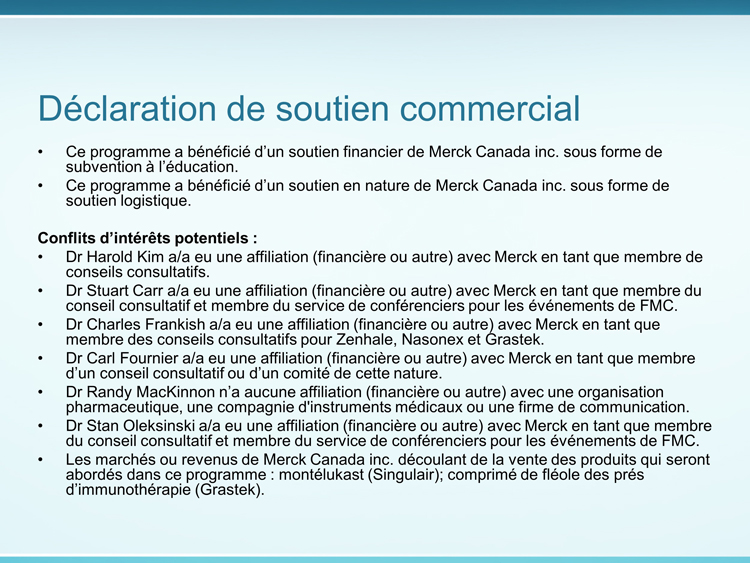 Déclaration de soutien commercial
• Ce programme a bénéficié d’un soutien financier de Merck Canada inc. sous forme de
subvention à l’éducation.
• Ce programme a bénéficié d’un soutien en nature de Merck Canada inc. sous forme de
soutien logistique.
Conflits d’intérêts potentiels :
• Dr Harold Kim a/a eu une affiliation (financière ou autre) avec Merck en tant que membre de
conseils consultatifs.
• Dr Stuart Carr a/a eu une affiliation (financière ou autre) avec Merck en tant que membre du
conseil consultatif et membre du service de conférenciers pour les événements de FMC.
• Dr Charles Frankish a/a eu une affiliation (financière ou autre) avec Merck en tant que
membre des conseils consultatifs pour Zenhale, Nasonex et Grastek.
• Dr Carl Fournier a/a eu une affiliation (financière ou autre) avec Merck en tant que membre
d’un conseil consultatif ou d’un comité de cette nature.
• Dr Randy MacKinnon n’a aucune affiliation (financière ou autre) avec une organisation
pharmaceutique, une compagnie d'instruments médicaux ou une firme de communication.
• Dr Stan Oleksinski a/a eu une affiliation (financière ou autre) avec Merck en tant que membre
du conseil consultatif et membre du service de conférenciers pour les événements de FMC.
• Les marchés ou revenus de Merck Canada inc. découlant de la vente des produits qui seront
abordés dans ce programme : montélukast (Singulair); comprimé de fléole des prés
d’immunothérapie (Grastek).